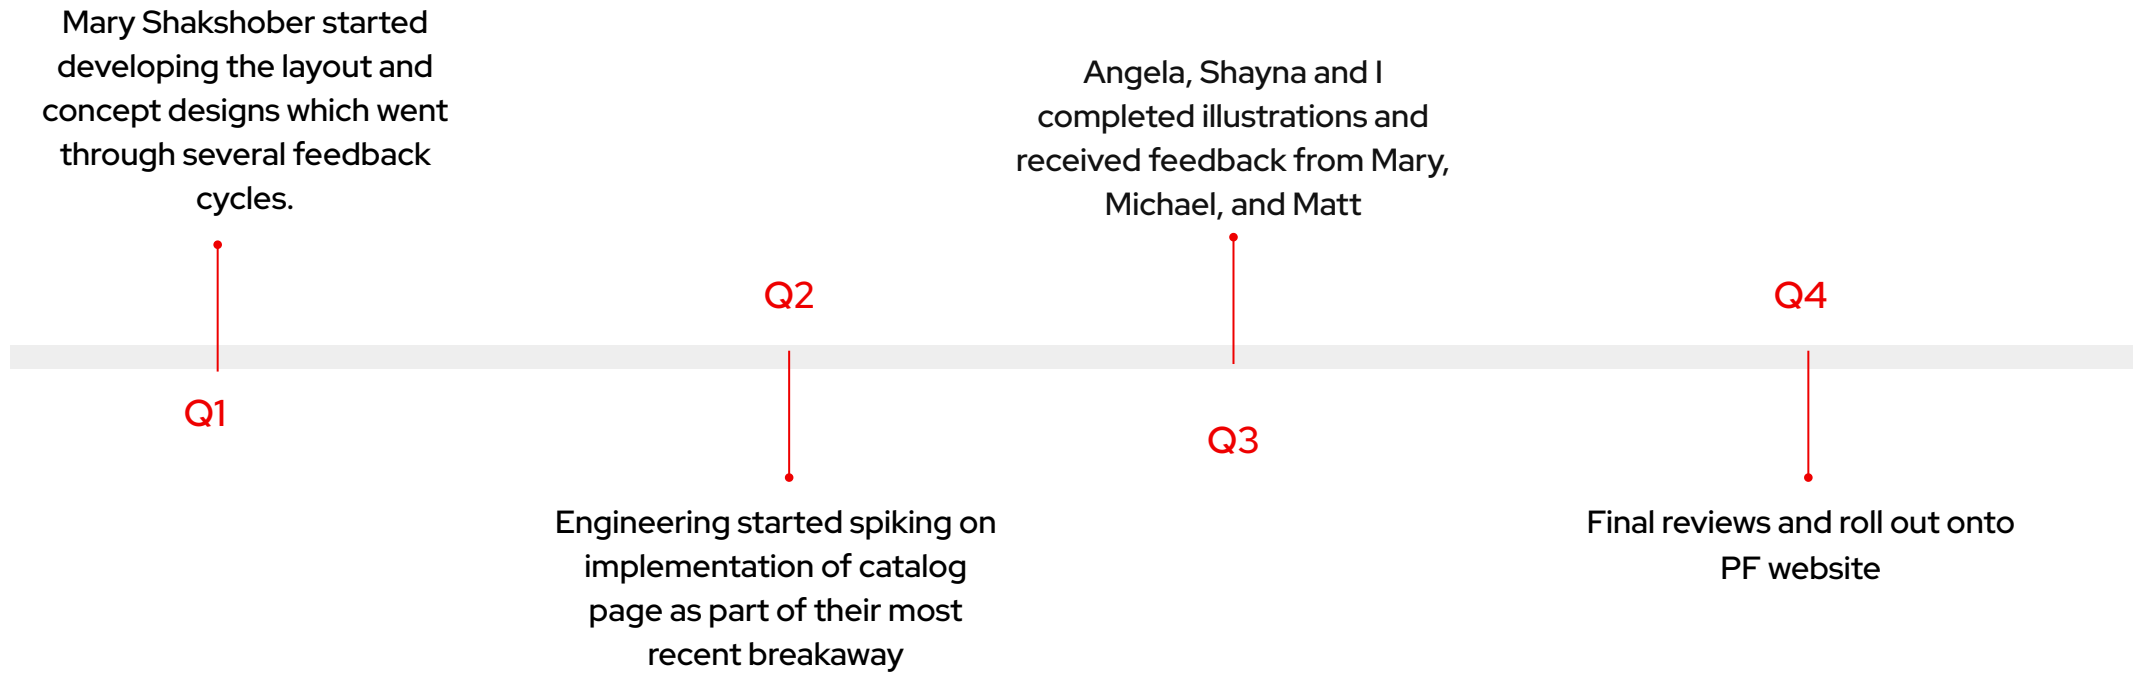 Mary Shakshober started
developing the layout and
concept designs which went
through several feedback
cycles.
Q1
Q2
Engineering started spiking on
implementation of catalog
page as part of their most
recent breakaway
Angela, Shayna and I
completed illustrations and
received feedback from Mary,
Michael, and Matt
Q3
Q4
Final reviews and roll out onto
PF website